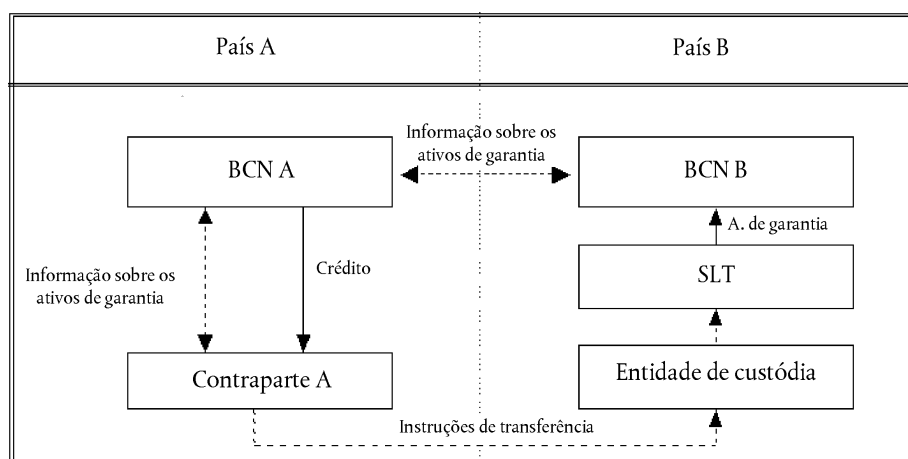 País A
País B
Informação sobre os
ativos de garantia
BCN A
BCN B
A. de garantia
Informação sobre os
ativos de garantia
Crédito
SLT
Contraparte A
Entidade de custódia
Instruções de transferência